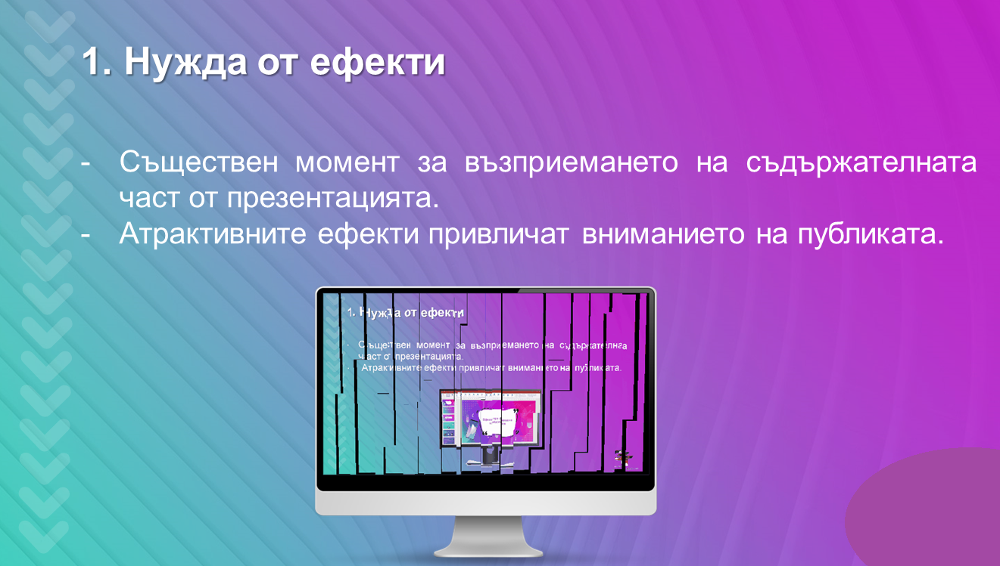 1. Нужда от ефекти
- Съществен момент за възприемането на съдържателната
част от презентацията.
- Атрактивните ефекти привличат вниманието на публиката.
1. Нужда от ефекти
- Съществен момент за възприемането на съдържателната
част от презентацията.
- Атрактивните ефекти привличат вниманието на публиката.